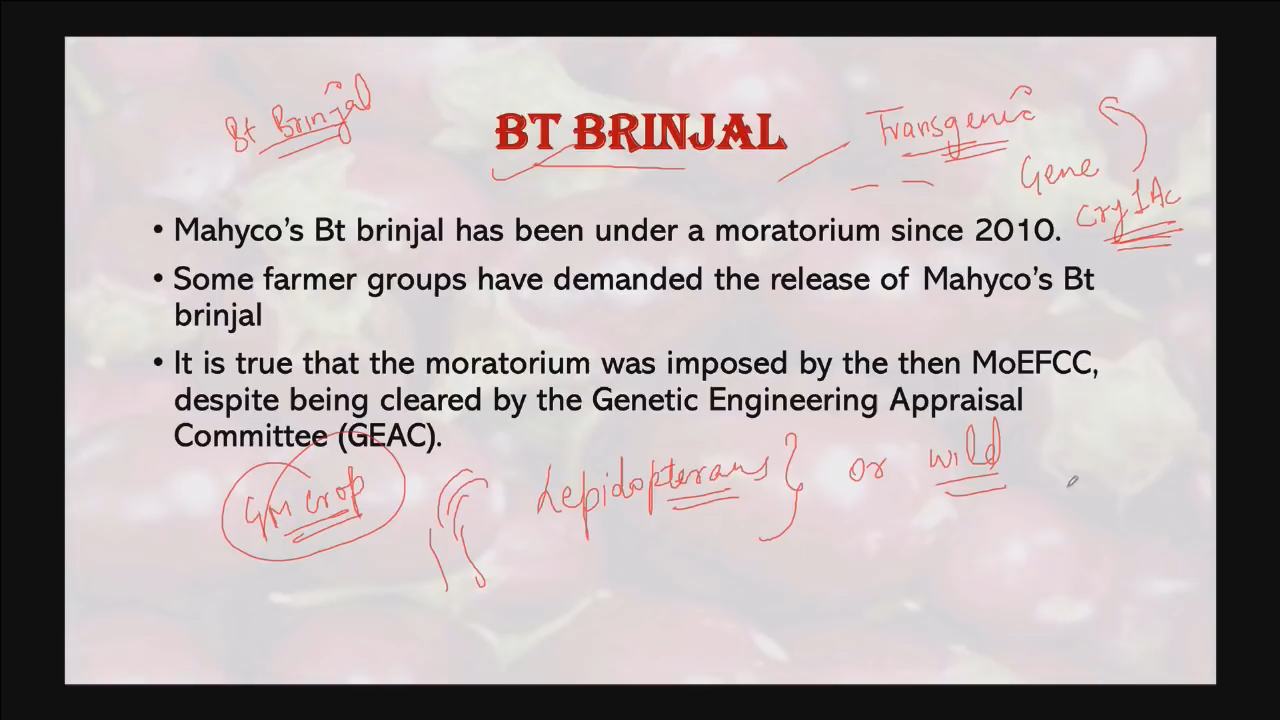 Bt Brinjal
BT BRINJAL
Transgenic
Gene
Cry 1Ac
• Mahyco's Bt brinjal has been under a moratorium since 2010.
• Some farmer groups have demanded the release of Mahyco's Bt
brinjal
• It is true that the moratorium was imposed by the then MoEFCC,
despite being cleared by the Genetic Engineering Appraisal
Committee (GEAC).
GM crop
Lepidopterans } or wild